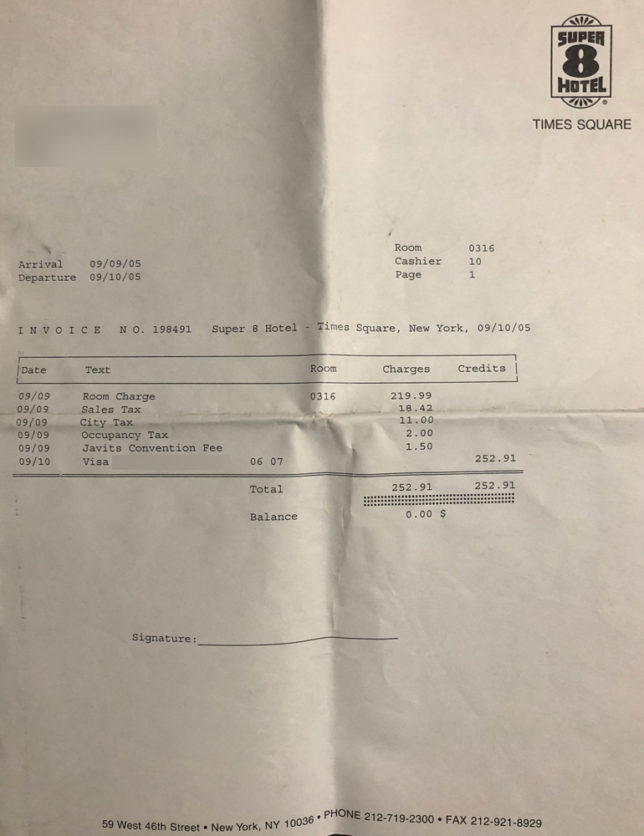 SUPER
8
HOTEL
®
TIMES SQUARE
Room 0316
Arrival 09/09/05 Cashier 10
Departure 09/10/05 Page 1
INVOICE NO. 198491 Super 8 Hotel - Times Square, New York, 09/10/05
Date Text Room Charges Credits
09/09 Room Charge 0316 219.99
09/09 Sales Tax 18.42
09/09 City Tax 11.00
09/09 Occupancy Tax 2.00
09/09 Javits Convention Fee 1.50
09/10 Visa 06 07 252.91
Total 252.91 252.91
Balance 0.00 $
Signature:
59 West 46th Street • New York, NY 10036 • PHONE 212-719-2300 • FAX 212-921-8929